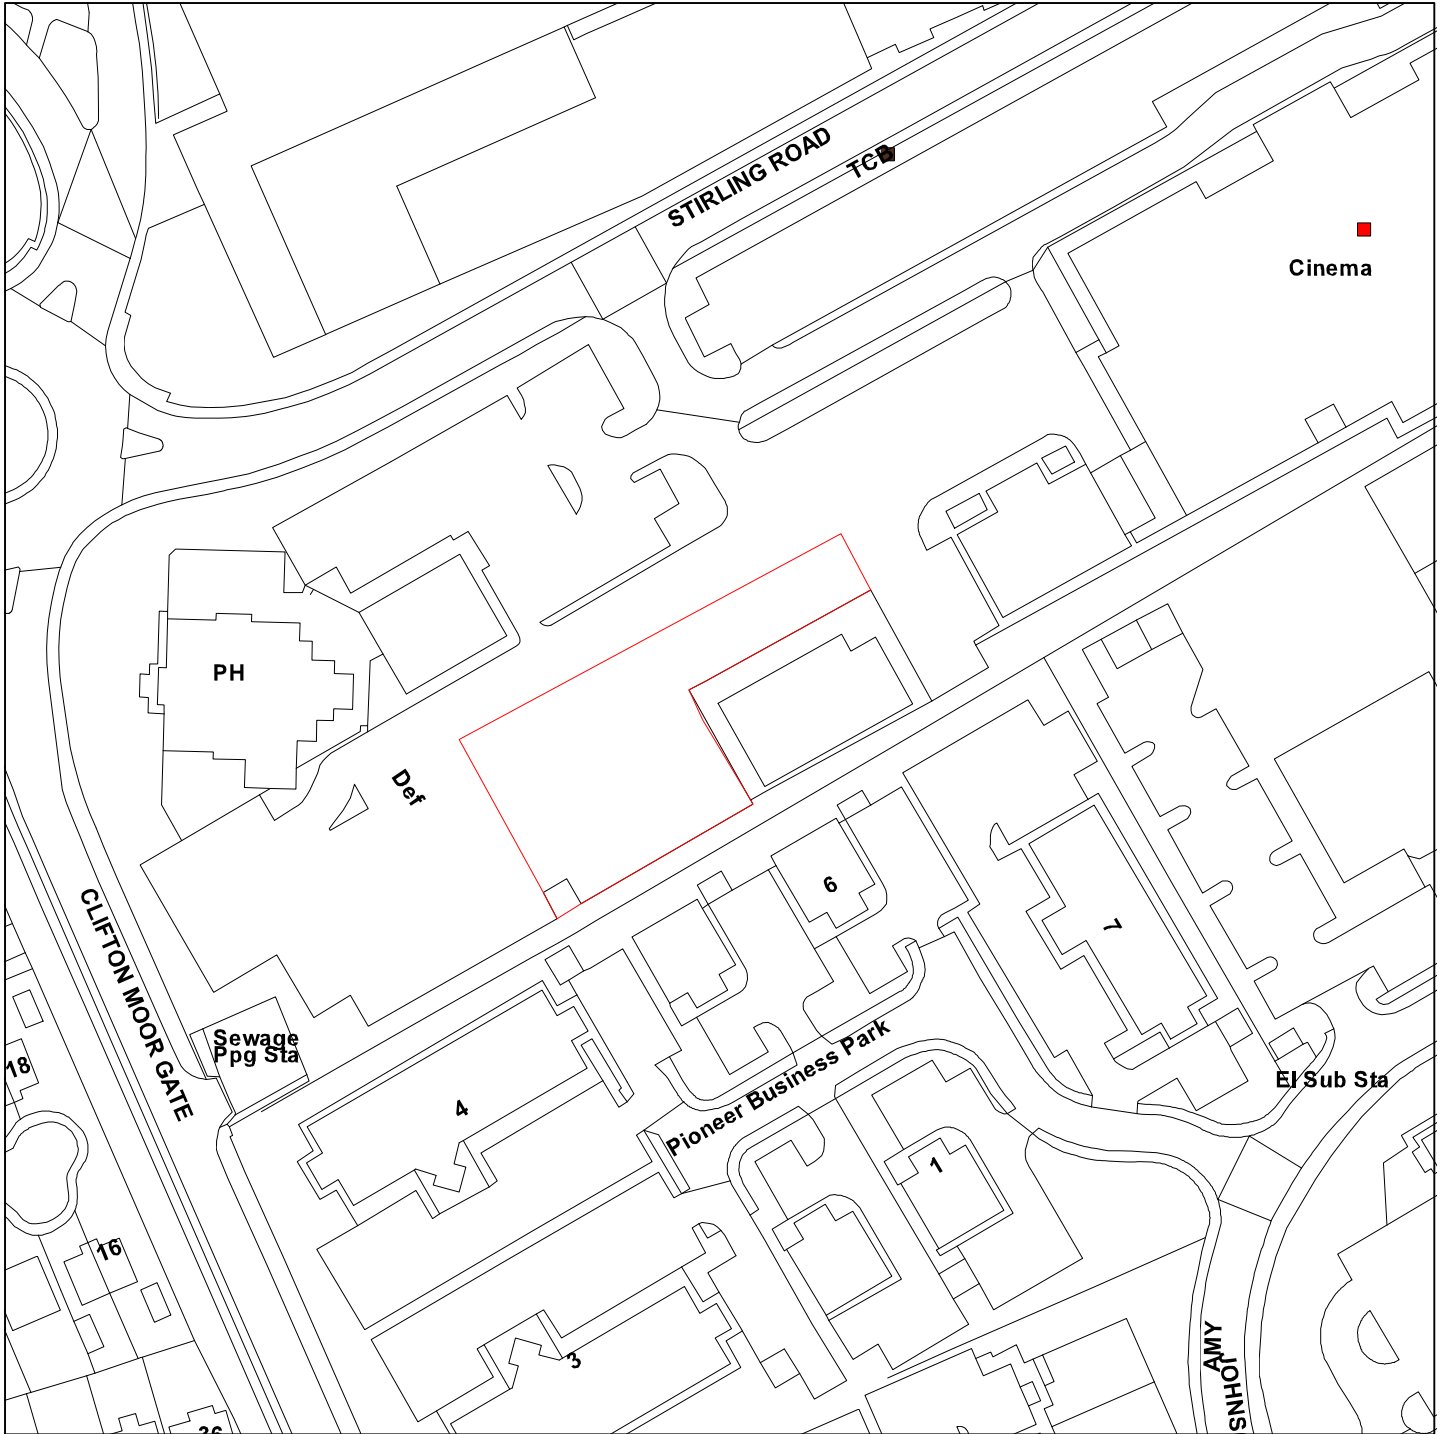 STIRLING ROAD
TCB
Cinema
PH
Def
6
7
CLIFTON MOOR GATE
Sewage
Ppg Sta
18
4
Pioneer Business Park
El Sub Sta
1
16
3
AMY
JOHNS
36